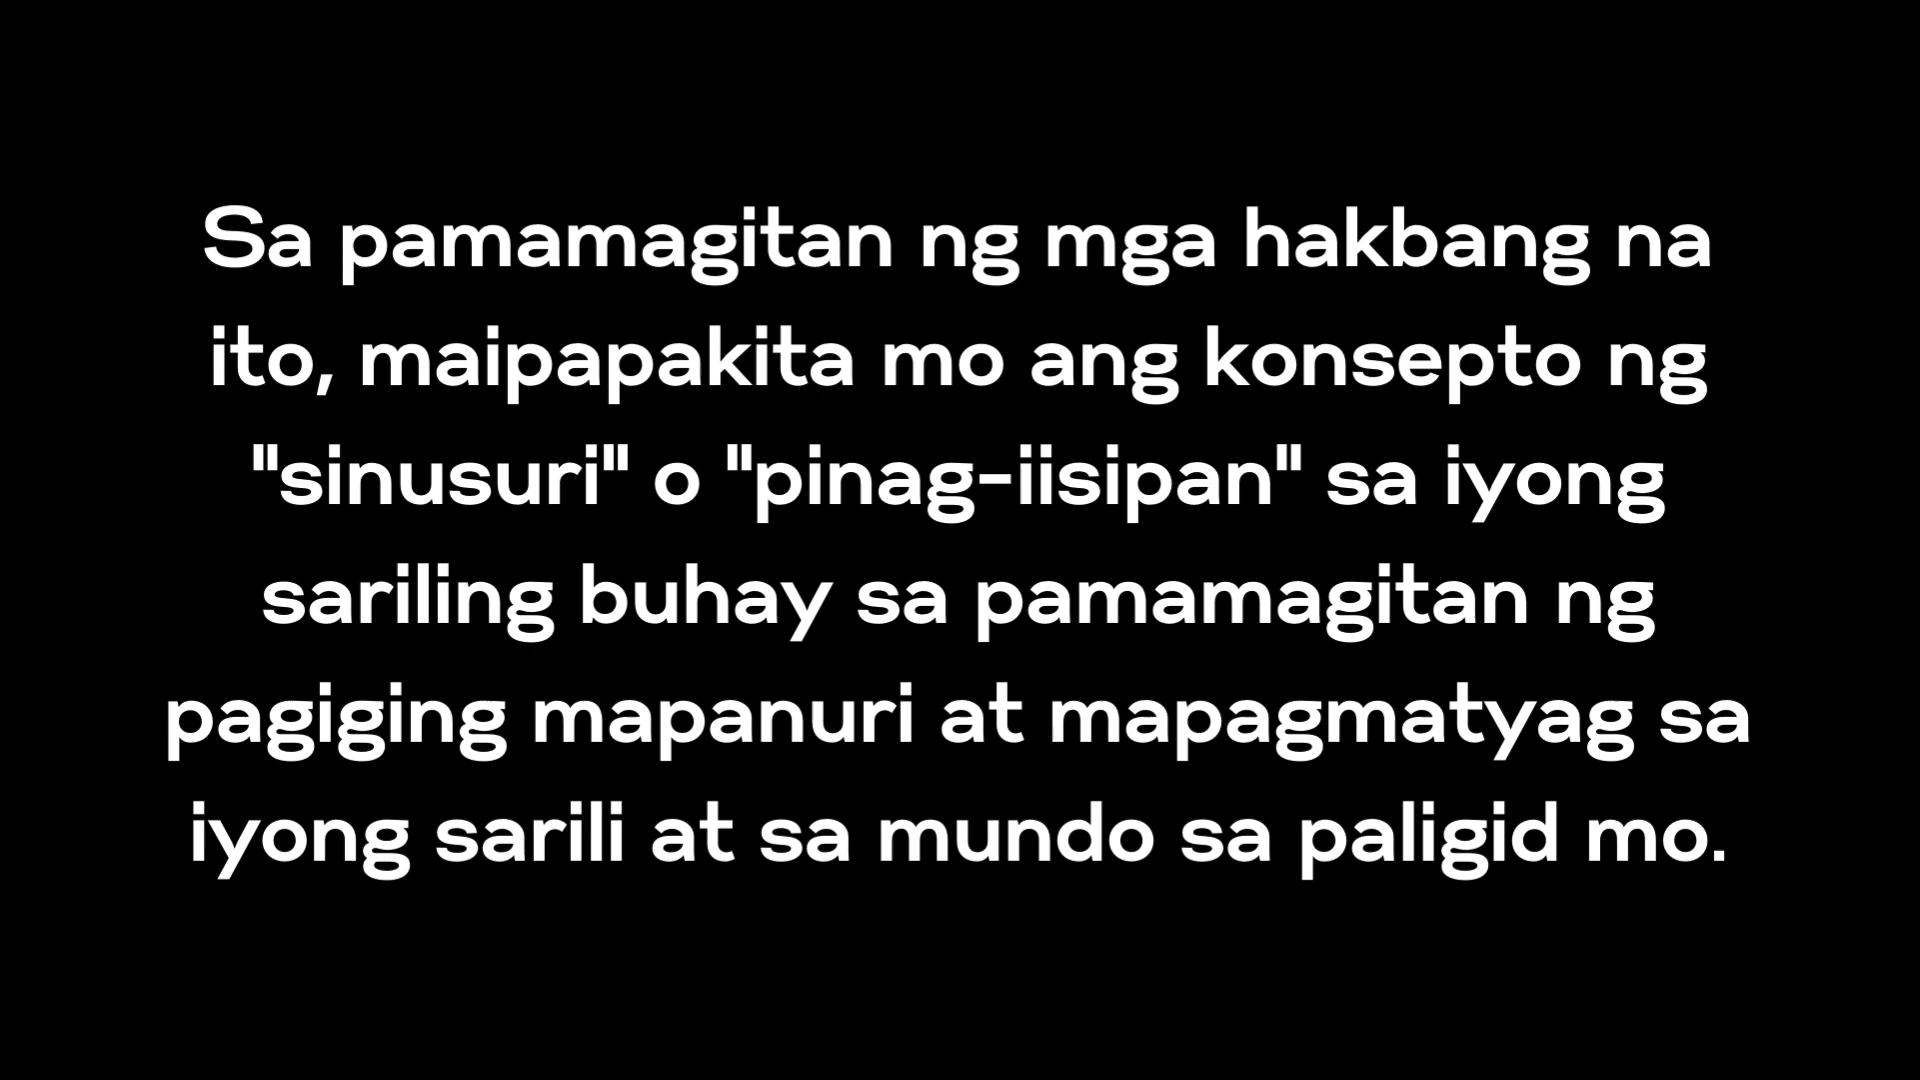 Sa pamamagitan ng mga hakbang na
ito, maipapakita mo ang konsepto ng
"sinusuri" o "pinag-iisipan" sa iyong
sariling buhay sa pamamagitan ng
pagiging mapanuri at mapagmatyag sa
iyong sarili at sa mundo sa paligid mo.